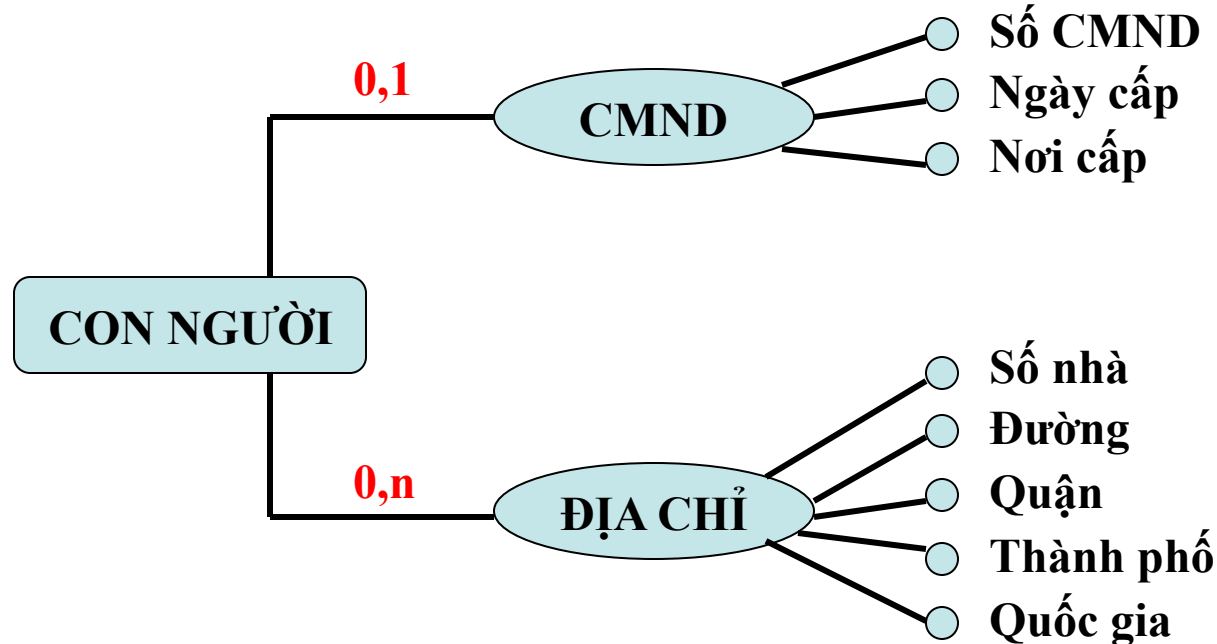 Số CMND
0,1
CMND
Ngày cấp
Nơi cấp
CON NGƯỜI
Số nhà
Đường
0,n
ĐỊA CHỈ
Quận
Thành phố
Quốc gia